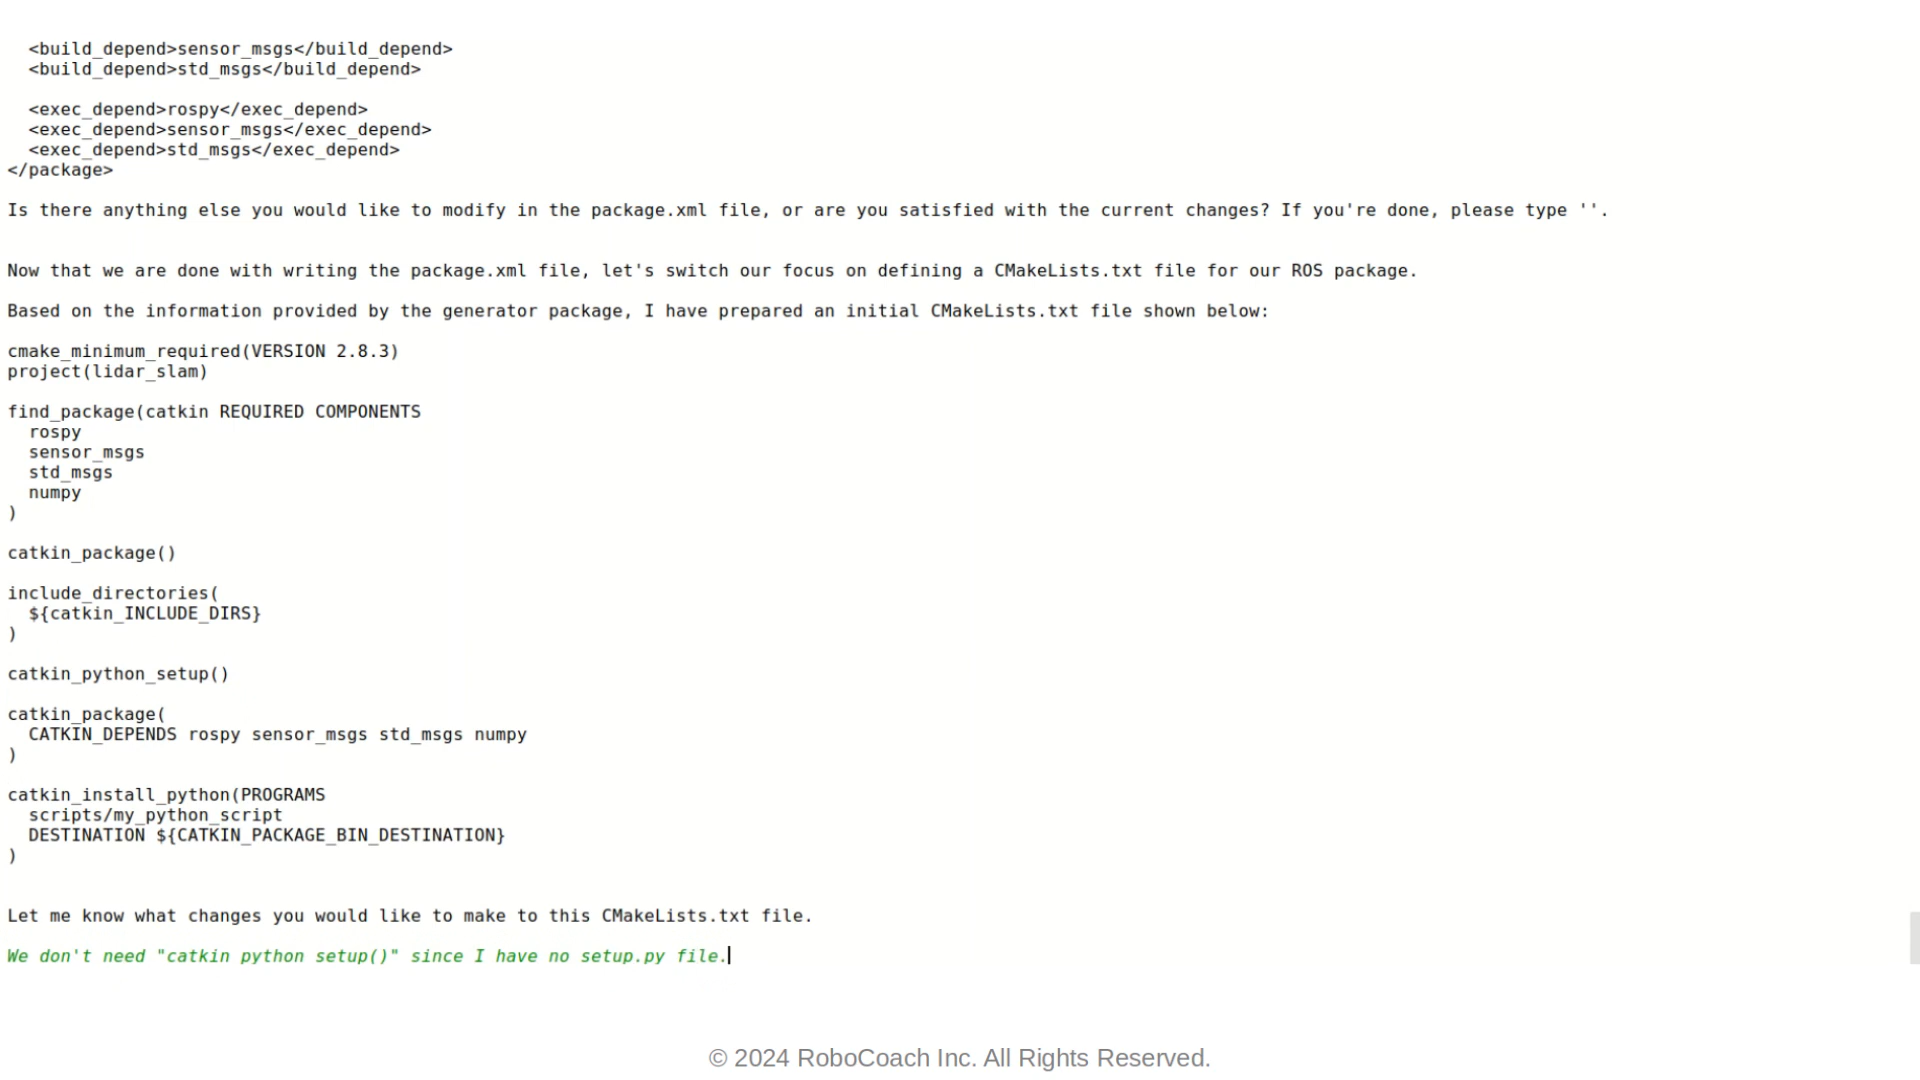 <build_depend>sensor_msgs</build_depend>
<build_depend>std_msgs</build_depend>
<exec_depend>rospy</exec_depend>
<exec_depend>sensor_msgs</exec_depend>
<exec_depend>std_msgs</exec_depend>
</package>
Is there anything else you would like to modify in the package.xml file, or are you satisfied with the current changes? If you're done, please type ''.
Now that we are done with writing the package.xml file, let's switch our focus on defining a CMakeLists.txt file for our ROS package.
Based on the information provided by the generator package, I have prepared an initial CMakeLists.txt file shown below:
cmake_minimum_required(VERSION 2.8.3)
project(lidar_slam)
find_package(catkin REQUIRED COMPONENTS
rospy
sensor_msgs
std_msgs
numpy
)
catkin_package()
include_directories(
${catkin_INCLUDE_DIRS}
)
catkin_python_setup()
catkin_package(
CATKIN_DEPENDS rospy sensor_msgs std_msgs numpy
)
catkin_install_python(PROGRAMS
scripts/my_python_script
DESTINATION ${CATKIN_PACKAGE_BIN_DESTINATION}
)
Let me know what changes you would like to make to this CMakeLists.txt file.
We don't need "catkin python setup()" since I have no setup.py file.
© 2024 RoboCoach Inc. All Rights Reserved.